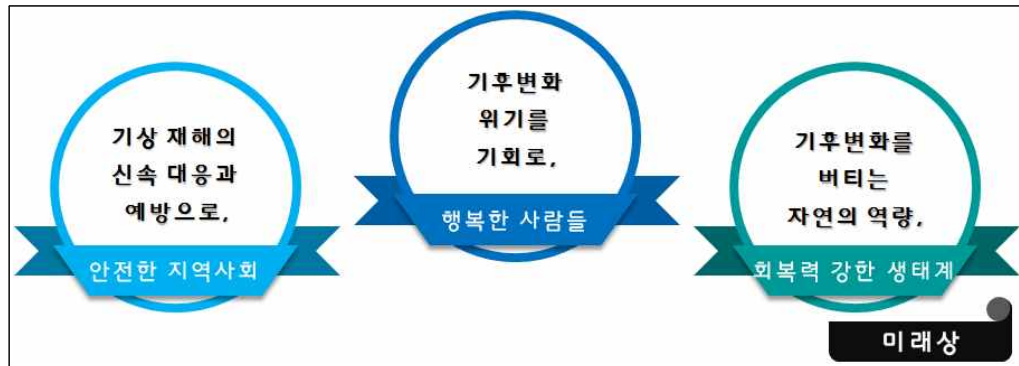 기상 재해의
신속 대응과
예방으로,
안전한 지역사회
기후변화
위기를
기회로,
행복한 사람들
기후변화를
버티는
자연의 역량,
회복력 강한 생태계
미래상